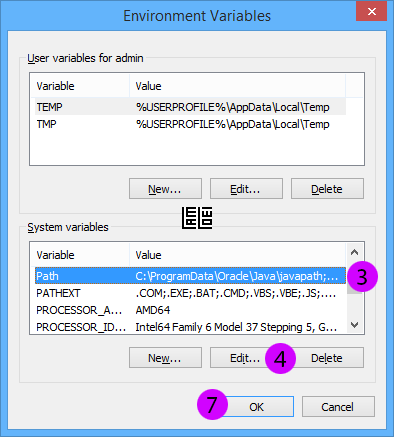 Environment Variables
User variables for admin
Variable Value
TEMP %USERPROFILE%\AppData\Local\Temp
TMP %USERPROFILE%\AppData\Local\Temp
New... Edit... Delete
System variables
Variable Value
Path C:\ProgramData\Oracle\Java\javapath;... 3
PATHEXT .COM;.EXE;.BAT;.CMD;.VBS;.VBE;.JS;....
PROCESSOR_A... AMD64
PROCESSOR_ID... Intel64 Family 6 Model 37 Stepping 5, G...
New... Edit... 4 Delete
7 OK Cancel